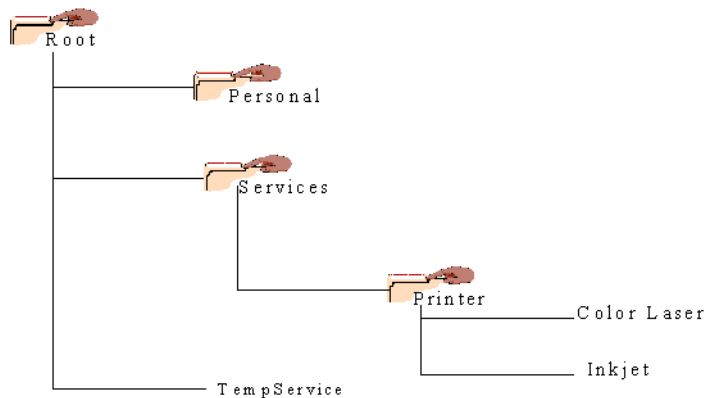 Root
Personal
Services
Printer
Color Laser
Inkjet
TempService